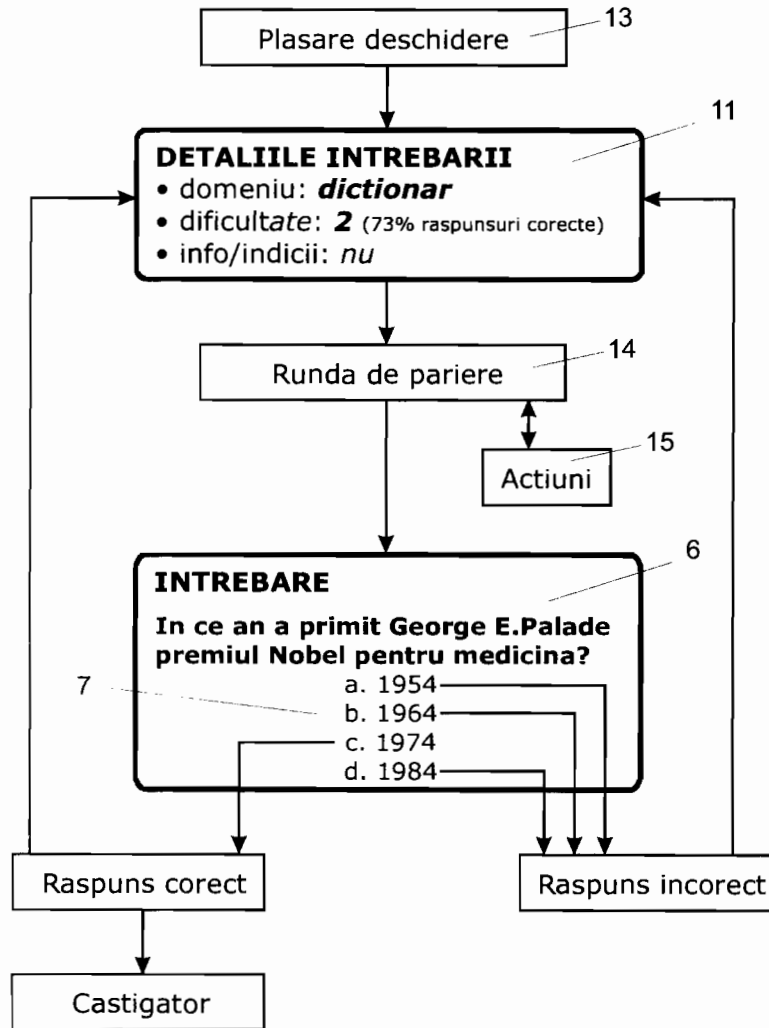 Plasare deschidere
13
11
DETALIILE INTREBARII
• domeniu: dictionar
• dificultate: 2 (73% raspunsuri corecte)
• info/indicii: nu
Runda de pariere
14
15
Actiuni
6
INTREBARE
In ce an a primit George E.Palade
premiul Nobel pentru medicina?
7
a. 1954
b. 1964
c. 1974
d. 1984
Raspuns corect
Raspuns incorect
Castigator